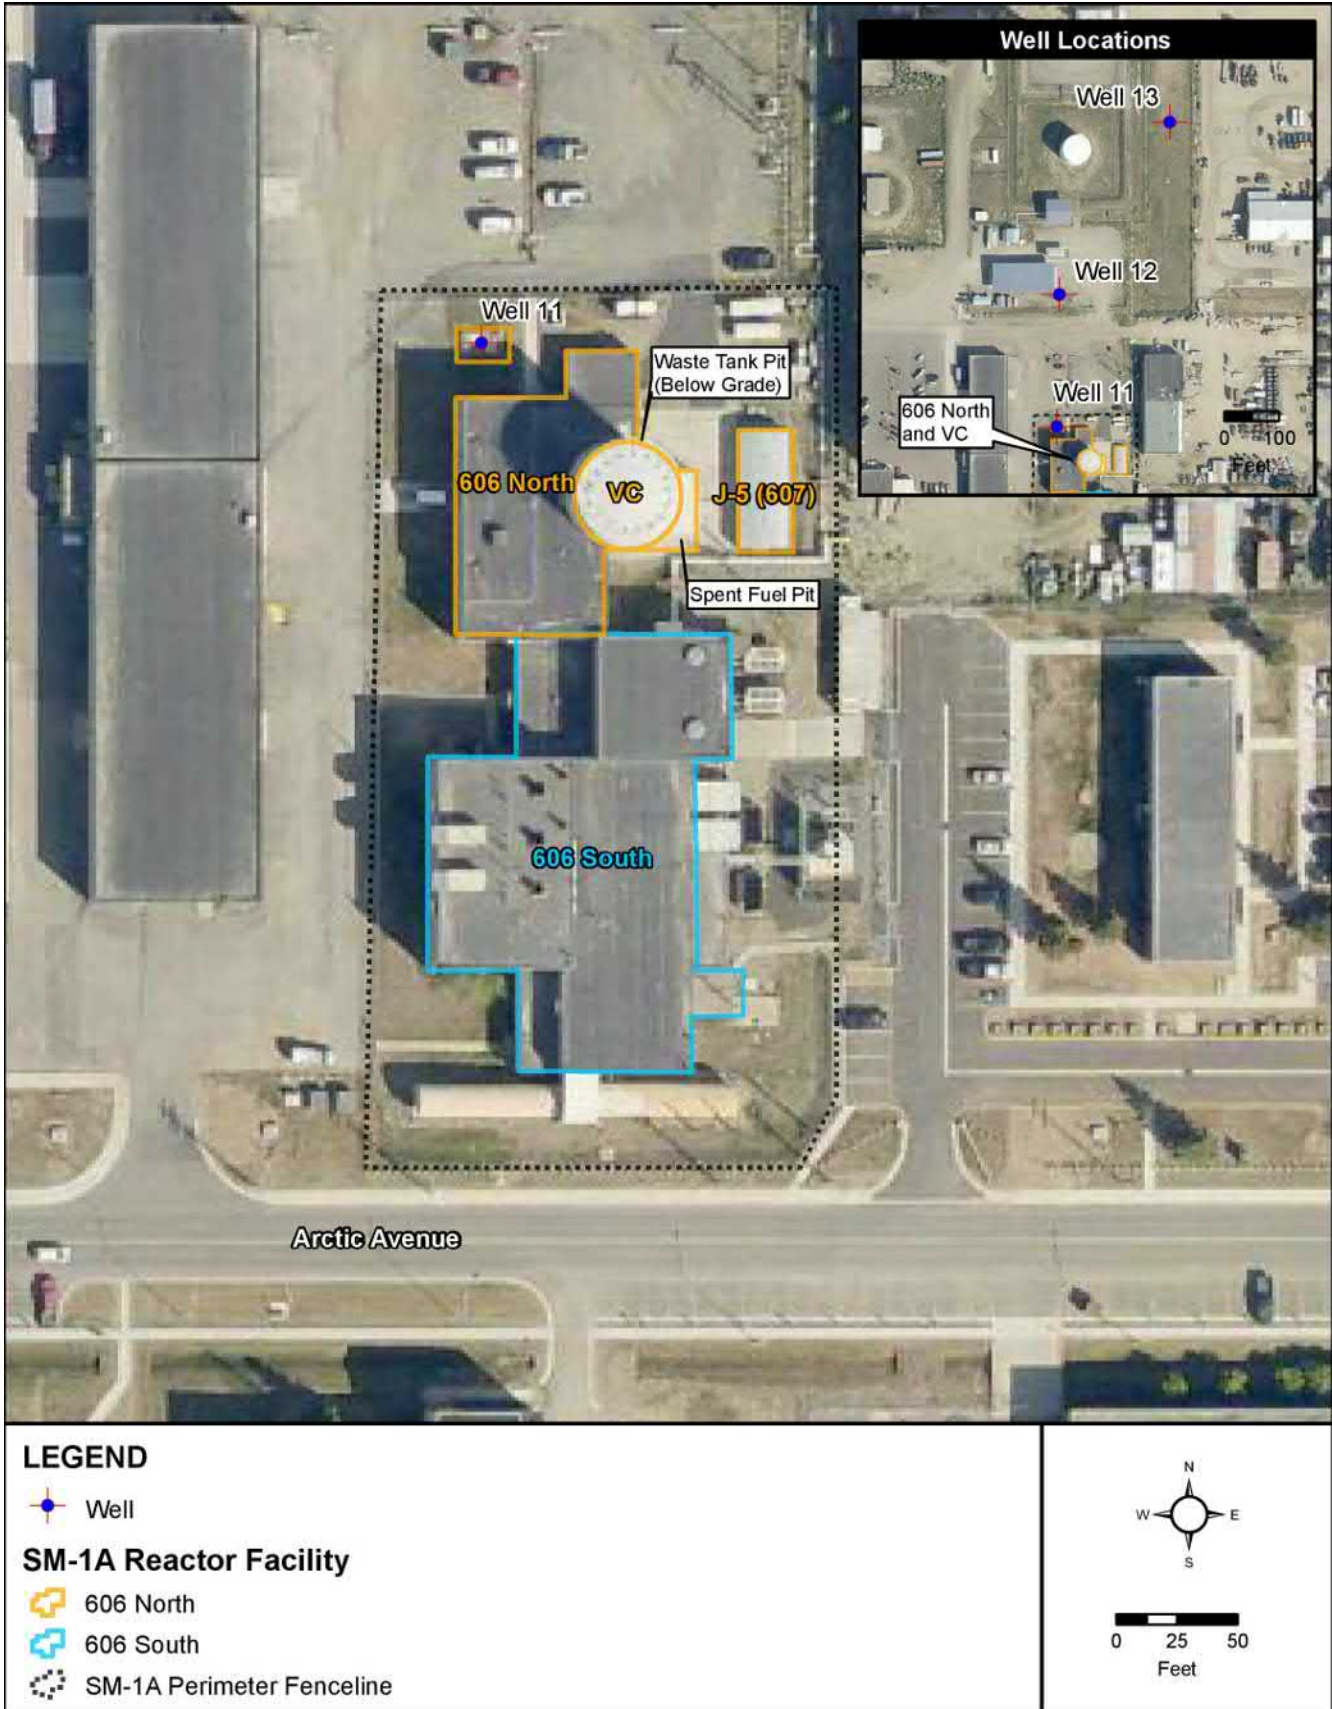 Well Locations
Well 13
Well 12
Well 11
606 North
and VC
0 100
Feet
Well 11
Waste Tank Pit
(Below Grade)
606 North
VC
J-5 (607)
Spent Fuel Pit
606 South
Arctic Avenue
LEGEND
Well
SM-1A Reactor Facility
606 North
606 South
SM-1A Perimeter Fenceline
N
W E
S
0 25 50
Feet